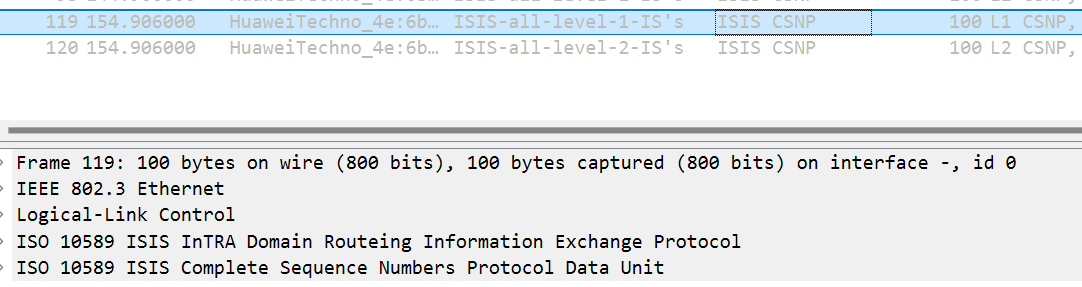 119 154.906000 HuaweiTechno_4e:6b… ISIS-all-level-1-IS's ISIS CSNP 100 L1 CSNP,
120 154.906000 HuaweiTechno_4e:6b… ISIS-all-level-2-IS's ISIS CSNP 100 L2 CSNP,
Frame 119: 100 bytes on wire (800 bits), 100 bytes captured (800 bits) on interface -, id 0
IEEE 802.3 Ethernet
Logical-Link Control
ISO 10589 ISIS InTRA Domain Routeing Information Exchange Protocol
ISO 10589 ISIS Complete Sequence Numbers Protocol Data Unit